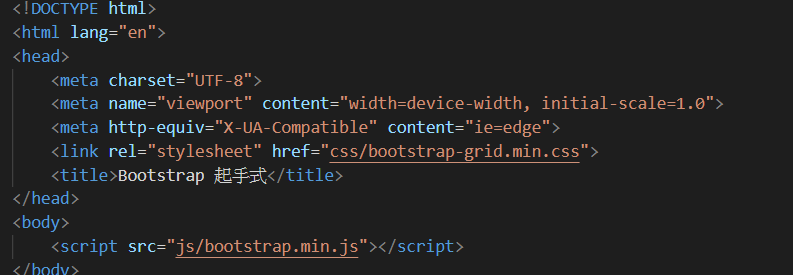 <!DOCTYPE html>
<html lang="en">
<head>
    <meta charset="UTF-8">
    <meta name="viewport" content="width=device-width, initial-scale=1.0">
    <meta http-equiv="X-UA-Compatible" content="ie=edge">
    <link rel="stylesheet" href="css/bootstrap-grid.min.css">
    <title>Bootstrap 起手式</title>
</head>
<body>
    <script src="js/bootstrap.min.js"></script>
</body>